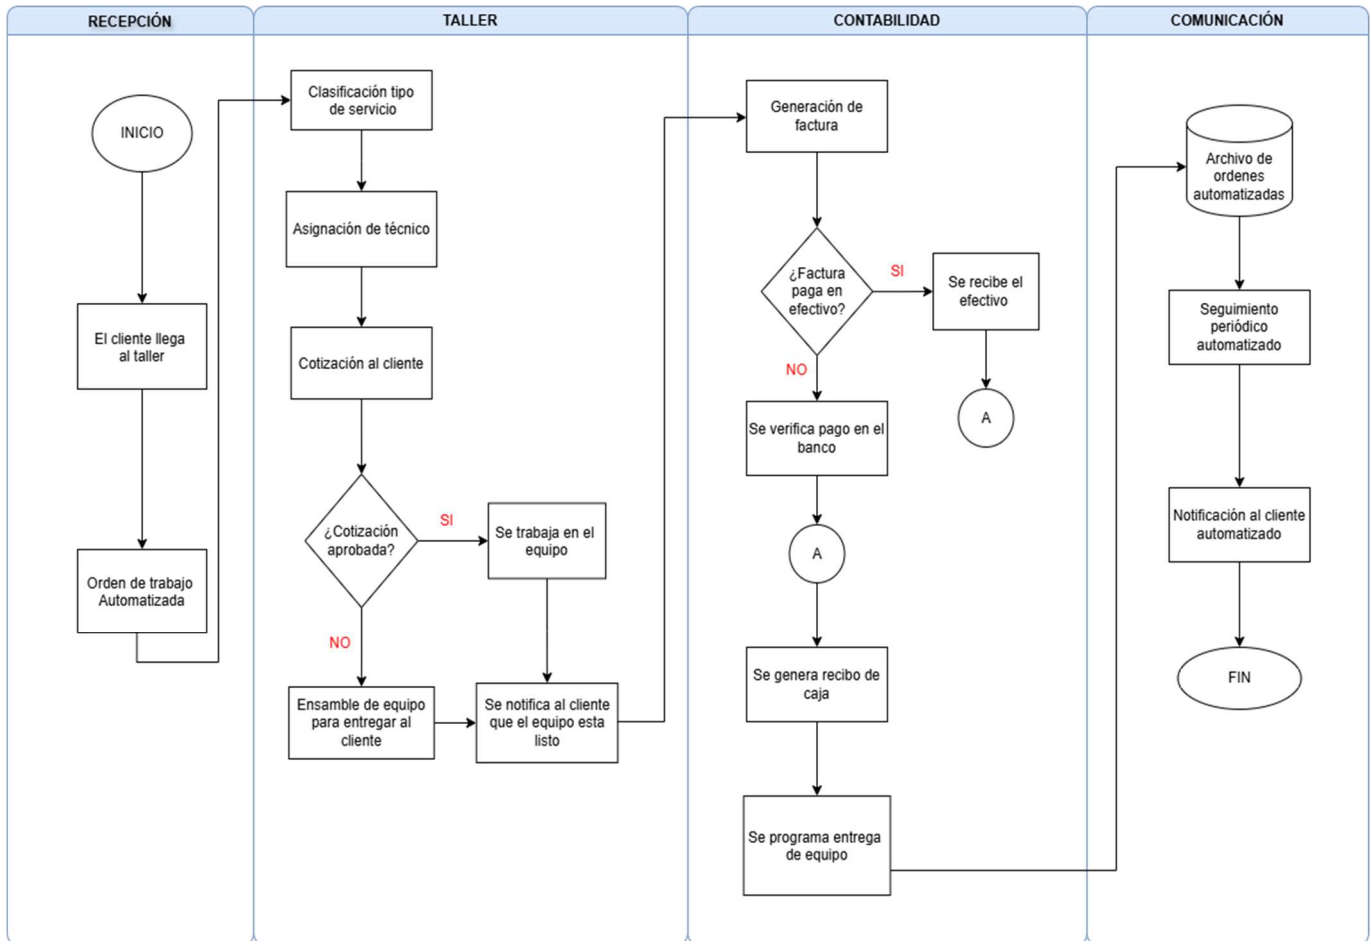 RECEPCIÓN
TALLER
CONTABILIDAD
COMUNICACIÓN
INICIO
El cliente llega
al taller
Orden de trabajo
Automatizada
Clasificación tipo
de servicio
Asignación de técnico
Cotización al cliente
¿Cotización
aprobada?
SI
Se trabaja en el
equipo
NO
Ensamble de equipo
para entregar al
cliente
Se notifica al cliente
que el equipo esta
listo
Generación de
factura
¿Factura
paga en
efectivo?
SI
Se recibe el
efectivo
A
NO
Se verifica pago en el
banco
A
Se genera recibo de
caja
Se programa entrega
de equipo
Archivo de
ordenes
automatizadas
Seguimiento
periódico
automatizado
Notificación al cliente
automatizado
FIN